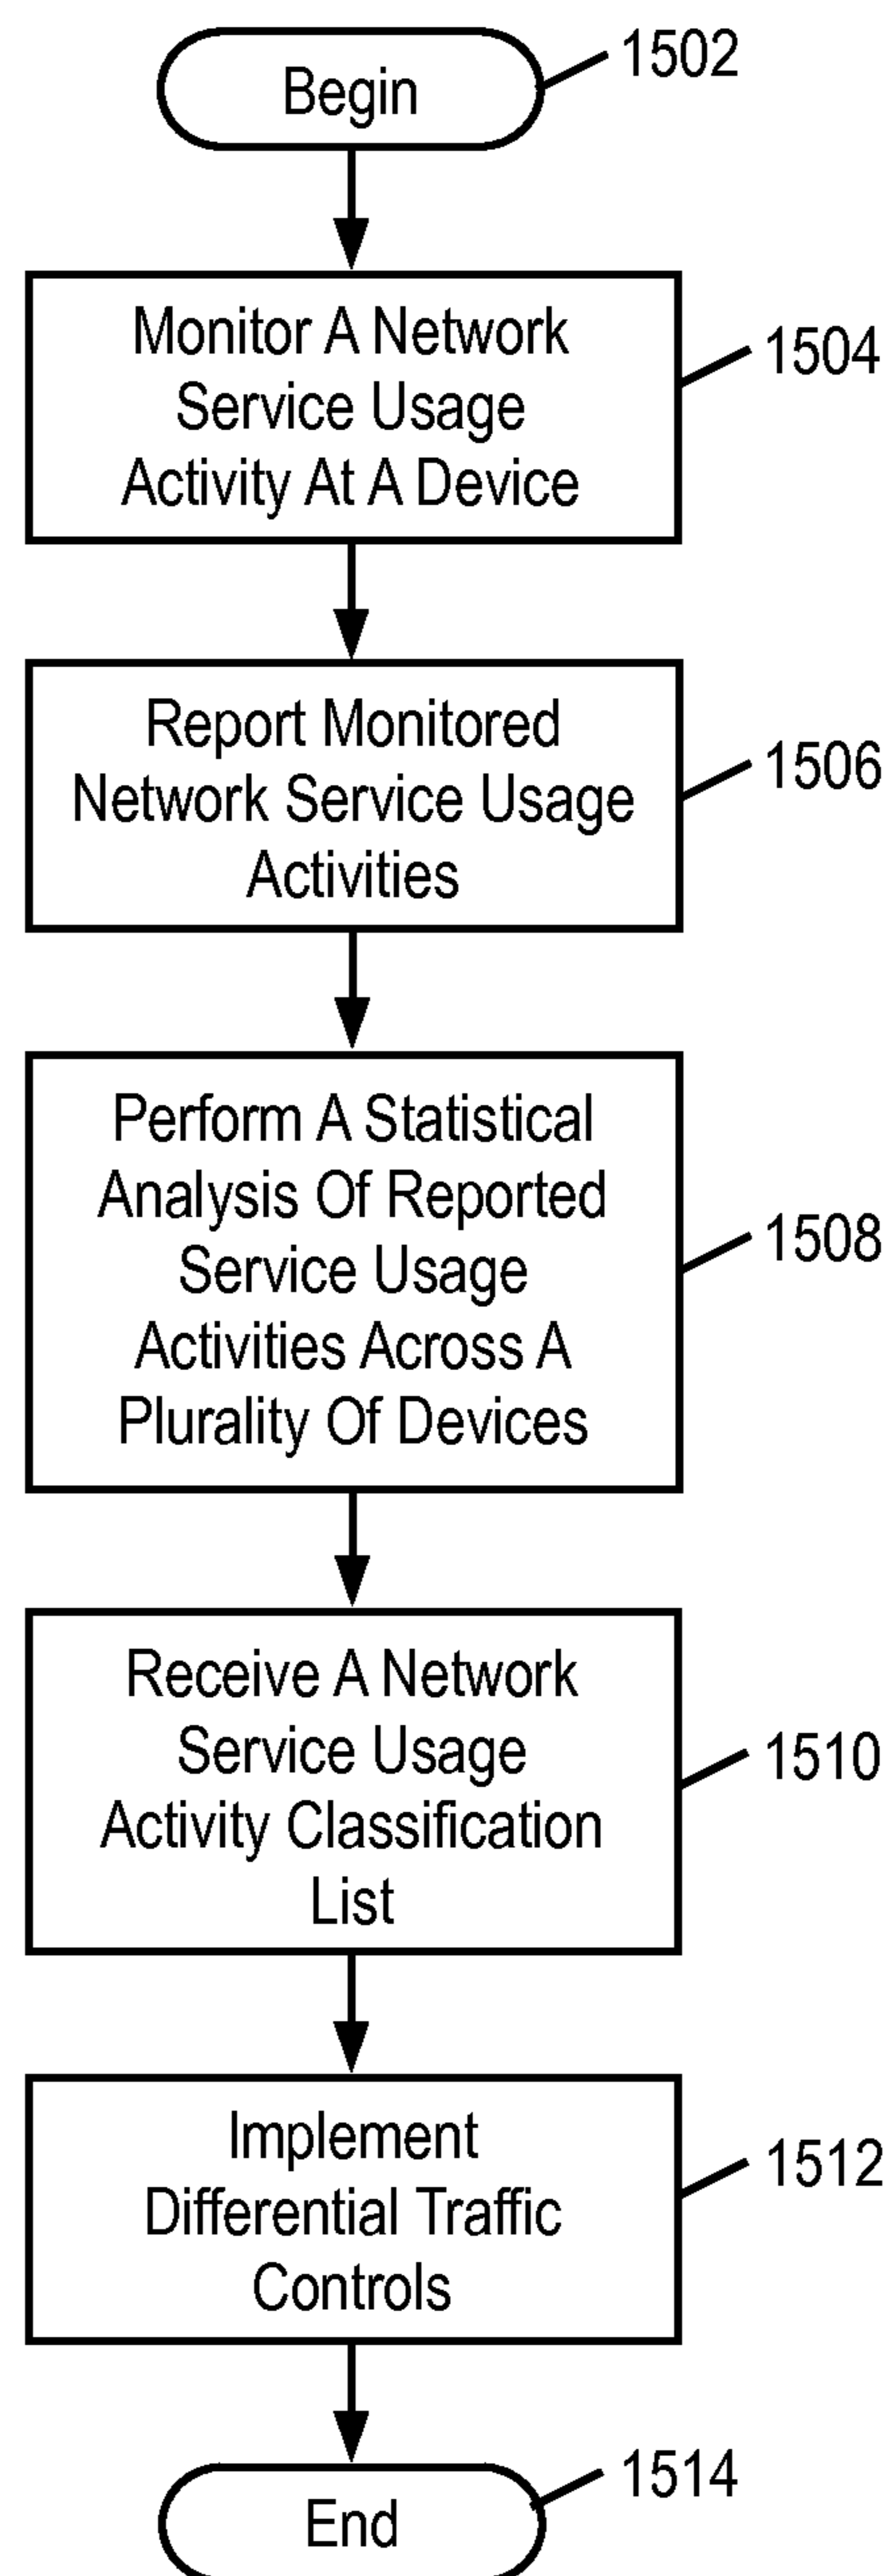 Begin
1502
Monitor A Network
Service Usage
Activity At A Device
1504
Report Monitored
Network Service Usage
Activities
1506
Perform A Statistical
Analysis Of Reported
Service Usage
Activities Across A
Plurality Of Devices
1508
Receive A Network
Service Usage
Activity Classification
List
1510
Implement
Differential Traffic
Controls
1512
End
1514